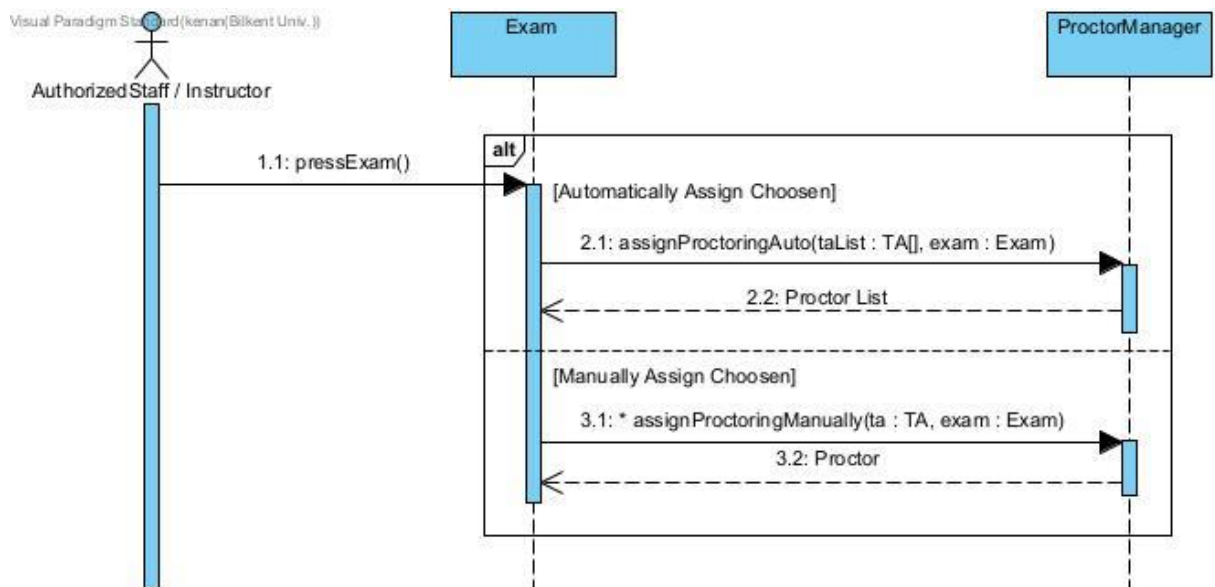 Visual Paradigm Standard(kenan(Bilkent Univ.))
Exam
ProctorManager
Authorized Staff / Instructor
alt
1.1: pressExam()
[Automatically Assign Choosen]
2.1: assignProctoringAuto(taList : TA[], exam : Exam)
2.2: Proctor List
[Manually Assign Choosen]
3.1: * assignProctoringManually(ta : TA, exam : Exam)
3.2: Proctor